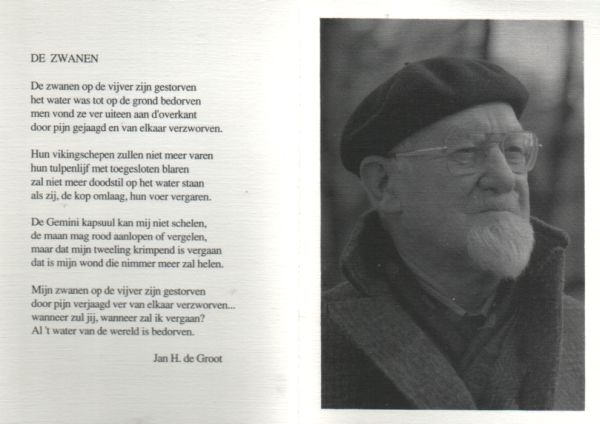 DE ZWANEN
De zwanen op de vijver zijn gestorven
het water was tot op de grond bedorven
men vond ze ver uiteen aan d'overkant
door pijn gejaagd en van elkaar verzworven.
Hun vikingschepen zullen niet meer varen
hun tulpenlijf met toegesloten blaren
zal niet meer doodstil op het water staan
als zij, de kop omlaag, hun voer vergaren.
De Gemini kapsuul kan mij niet schelen,
de maan mag rood aanlopen of vergelen,
maar dat mijn tweeling krimpend is vergaan
dat is mijn wond die nimmer meer zal helen.
Mijn zwanen op de vijver zijn gestorven
door pijn verjaagd ver van elkaar verzworven...
wanneer zul jij, wanneer zal ik vergaan?
Al 't water van de wereld is bedorven.
Jan H. de Groot